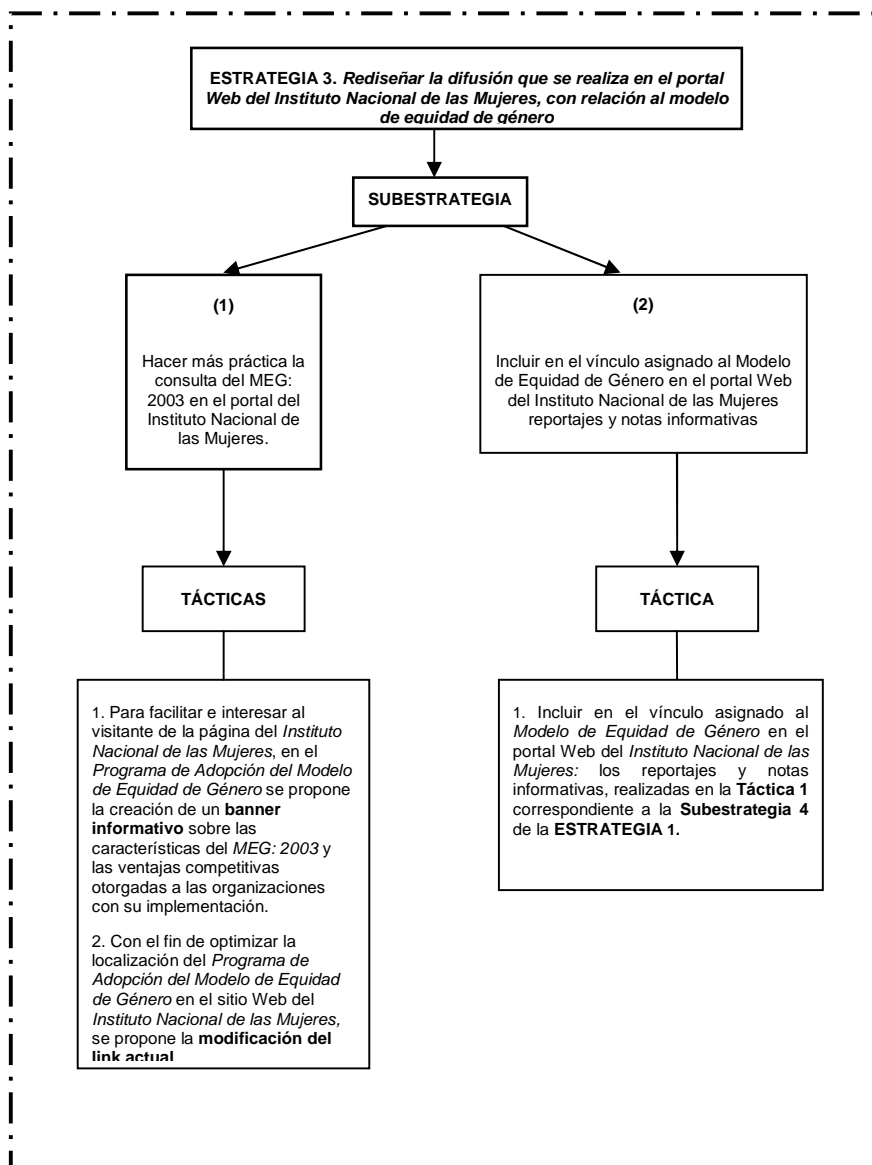 ESTRATEGIA 3. Rediseñar la difusión que se realiza en el portal
Web del Instituto Nacional de las Mujeres, con relación al modelo
de equidad de género
SUBESTRATEGIA
(1)
Hacer más práctica la
consulta del MEG:
2003 en el portal del
Instituto Nacional de
las Mujeres.
(2)
Incluir en el vínculo asignado al Modelo
de Equidad de Género en el portal Web
del Instituto Nacional de las Mujeres
reportajes y notas informativas
TÁCTICAS
TÁCTICA
1. Para facilitar e interesar al
visitante de la página del Instituto
Nacional de las Mujeres, en el
Programa de Adopción del Modelo
de Equidad de Género se propone
la creación de un banner
informativo sobre las
características del MEG: 2003 y
las ventajas competitivas
otorgadas a las organizaciones
con su implementación.
2. Con el fin de optimizar la
localización del Programa de
Adopción del Modelo de Equidad
de Género en el sitio Web del
Instituto Nacional de las Mujeres,
se propone la modificación del
link actual
1. Incluir en el vínculo asignado al
Modelo de Equidad de Género en el
portal Web del Instituto Nacional de las
Mujeres: los reportajes y notas
informativas, realizadas en la Táctica 1
correspondiente a la Subestrategia 4
de la ESTRATEGIA 1.